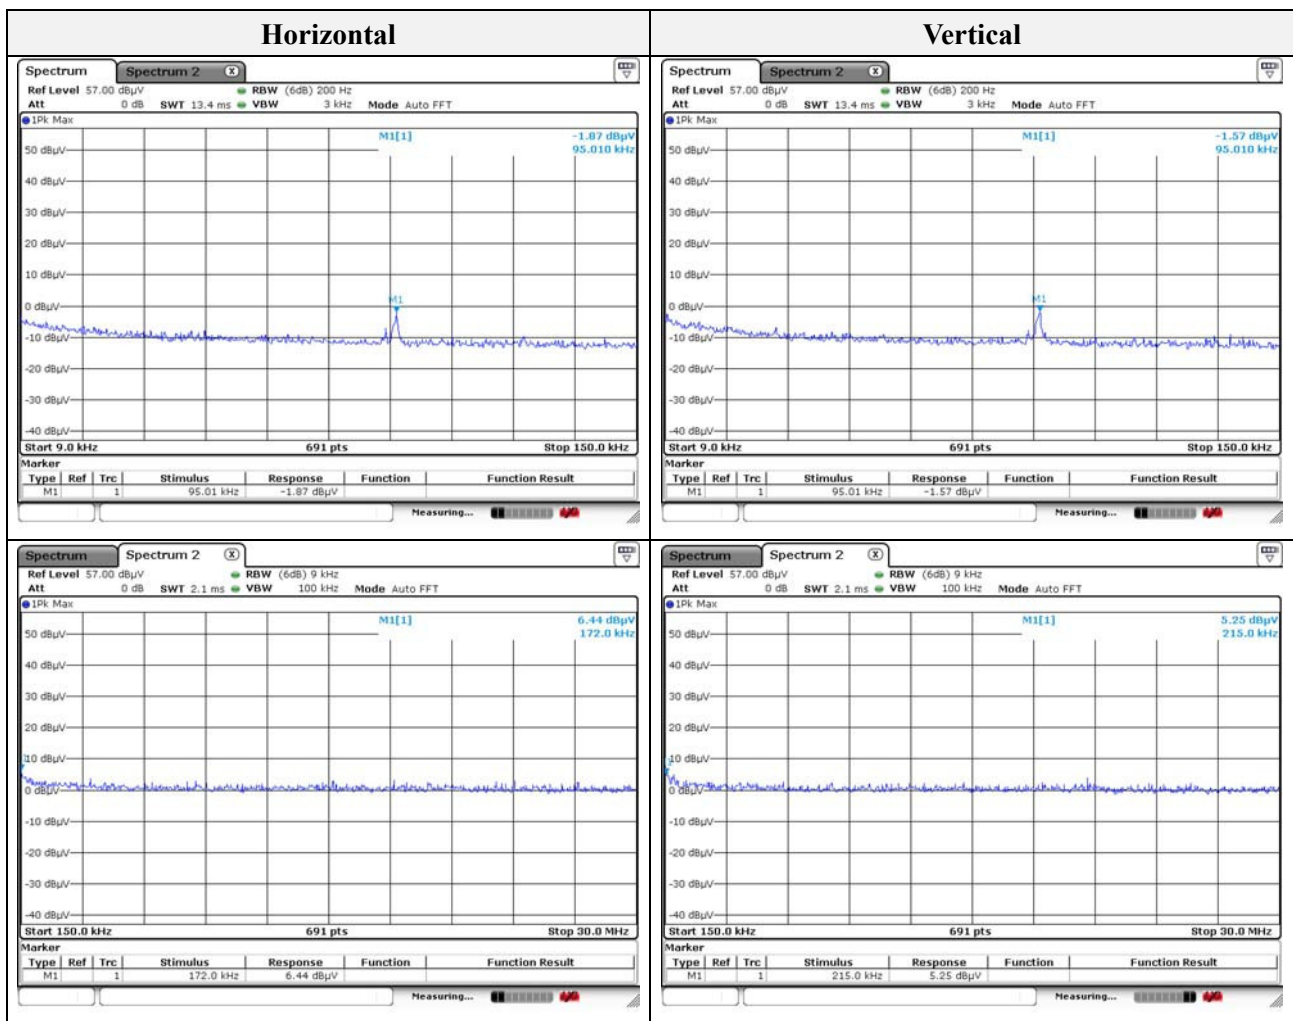 Horizontal
Vertical
Spectrum Spectrum 2 X
Ref Level 57.00 dBµV RBW (6dB) 200 Hz
Att 0 dB SWT 13.4 ms VBW 3 kHz Mode Auto FFT
1Pk Max
M1[1] -1.87 dBµV
95.010 kHz
50 dBµV
40 dBµV
30 dBµV
20 dBµV
10 dBµV
M1
0 dBµV
-10 dBµV
-20 dBµV
-30 dBµV
-40 dBµV
Start 9.0 kHz 691 pts Stop 150.0 kHz
Marker
Type Ref Trc Stimulus Response Function Function Result
M1 1 95.01 kHz -1.87 dBµV
Measuring...
Spectrum Spectrum 2 X
Ref Level 57.00 dBµV RBW (6dB) 200 Hz
Att 0 dB SWT 13.4 ms VBW 3 kHz Mode Auto FFT
1Pk Max
M1[1] -1.57 dBµV
95.010 kHz
50 dBµV
40 dBµV
30 dBµV
20 dBµV
10 dBµV
M1
0 dBµV
-10 dBµV
-20 dBµV
-30 dBµV
-40 dBµV
Start 9.0 kHz 691 pts Stop 150.0 kHz
Marker
Type Ref Trc Stimulus Response Function Function Result
M1 1 95.01 kHz -1.57 dBµV
Measuring...
Spectrum Spectrum 2 X
Ref Level 57.00 dBµV RBW (6dB) 9 kHz
Att 0 dB SWT 2.1 ms VBW 100 kHz Mode Auto FFT
1Pk Max
M1[1] 6.44 dBµV
172.0 kHz
50 dBµV
40 dBµV
30 dBµV
20 dBµV
10 dBµV
0 dBµV
-10 dBµV
-20 dBµV
-30 dBµV
-40 dBµV
Start 150.0 kHz 691 pts Stop 30.0 MHz
Marker
Type Ref Trc Stimulus Response Function Function Result
M1 1 172.0 kHz 6.44 dBµV
Measuring...
Spectrum Spectrum 2 X
Ref Level 57.00 dBµV RBW (6dB) 9 kHz
Att 0 dB SWT 2.1 ms VBW 100 kHz Mode Auto FFT
1Pk Max
M1[1] 5.25 dBµV
215.0 kHz
50 dBµV
40 dBµV
30 dBµV
20 dBµV
10 dBµV
0 dBµV
-10 dBµV
-20 dBµV
-30 dBµV
-40 dBµV
Start 150.0 kHz 691 pts Stop 30.0 MHz
Marker
Type Ref Trc Stimulus Response Function Function Result
M1 1 215.0 kHz 5.25 dBµV
Measuring...